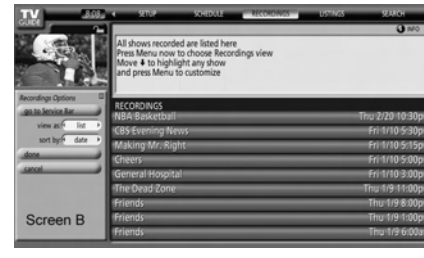 TV GUIDE 8:08 SETUP SCHEDULE RECORDINGS LISTINGS SEARCH
INFO
All shows recorded are listed here
Press Menu now to choose Recordings view
Move ↓ to highlight any show
and press Menu to customize
Recordings Options
go to Service Bar
view as: list
sort by: date
done
cancel
Screen B
RECORDINGS
NBA Basketball Thu 2/20 10:30p
CBS Evening News Fri 1/10 5:30p
Making Mr. Right Fri 1/10 5:15p
Cheers Fri 1/10 5:00p
General Hospital Fri 1/10 3:00p
The Dead Zone Thu 1/9 11:00p
Friends Thu 1/9 8:00p
Friends Thu 1/9 1:00p
Friends Thu 1/9 6:00a